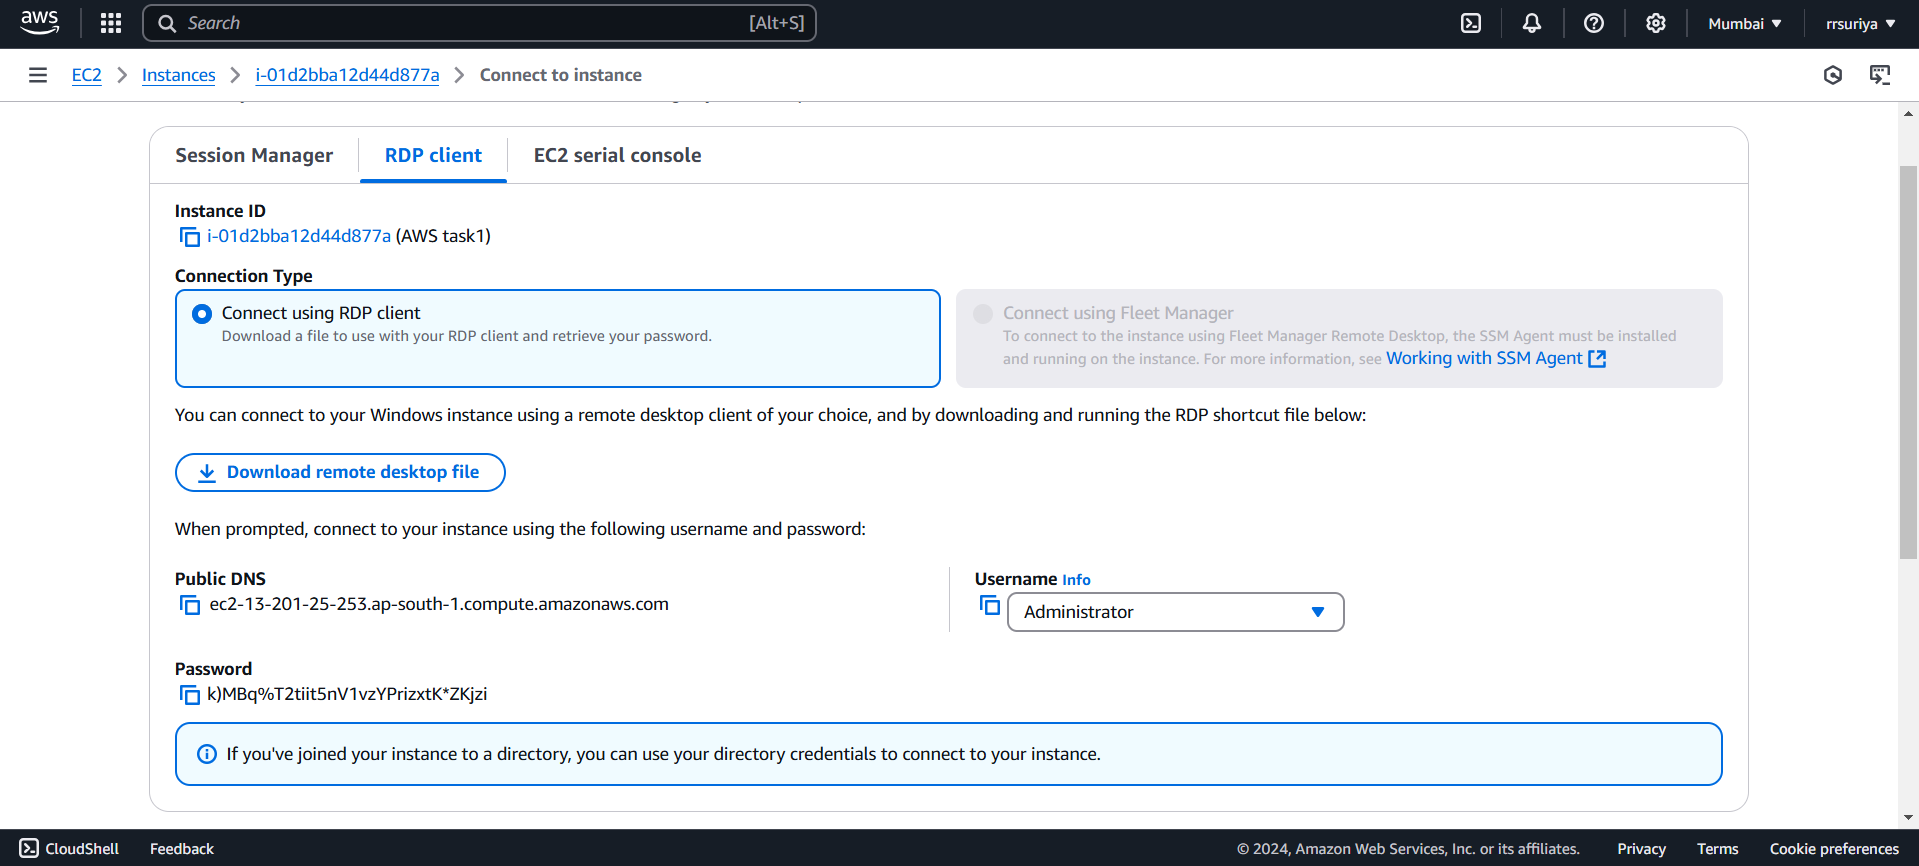 aws Search [Alt+S] Mumbai rrsuriya
EC2 Instances i-01d2bba12d44d877a Connect to instance
Session Manager RDP client EC2 serial console
Instance ID
i-01d2bba12d44d877a (AWS task1)
Connection Type
Connect using RDP client
Download a file to use with your RDP client and retrieve your password.
Connect using Fleet Manager
To connect to the instance using Fleet Manager Remote Desktop, the SSM Agent must be installed
and running on the instance. For more information, see Working with SSM Agent
You can connect to your Windows instance using a remote desktop client of your choice, and by downloading and running the RDP shortcut file below:
Download remote desktop file
When prompted, connect to your instance using the following username and password:
Public DNS
ec2-13-201-25-253.ap-south-1.compute.amazonaws.com
Username Info
Administrator
Password
k)MBq%T2tiit5nV1vzYPrizxtK*ZKjzi
If you've joined your instance to a directory, you can use your directory credentials to connect to your instance.
CloudShell Feedback © 2024, Amazon Web Services, Inc. or its affiliates. Privacy Terms Cookie preferences